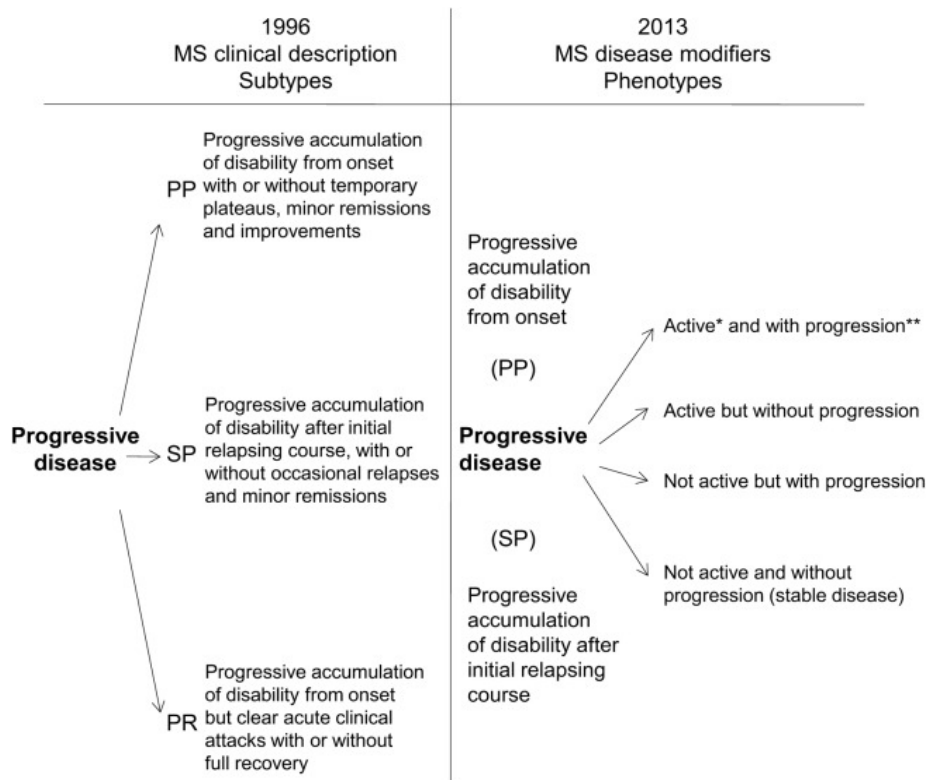 1996
MS clinical description
Subtypes
Progressive accumulation
of disability from onset
with or without temporary
plateaus, minor remissions
and improvements
PP
Progressive
disease
Progressive accumulation
of disability after initial
relapsing course, with or
without occasional relapses
and minor remissions
SP
Progressive accumulation
of disability from onset
but clear acute clinical
attacks with or without
full recovery
PR
2013
MS disease modifiers
Phenotypes
Progressive
accumulation
of disability
from onset
(PP)
Progressive
disease
(SP)
Progressive
accumulation
of disability after
initial relapsing
course
Active* and with progression**
Active but without progression
Not active but with progression
Not active and without
progression (stable disease)